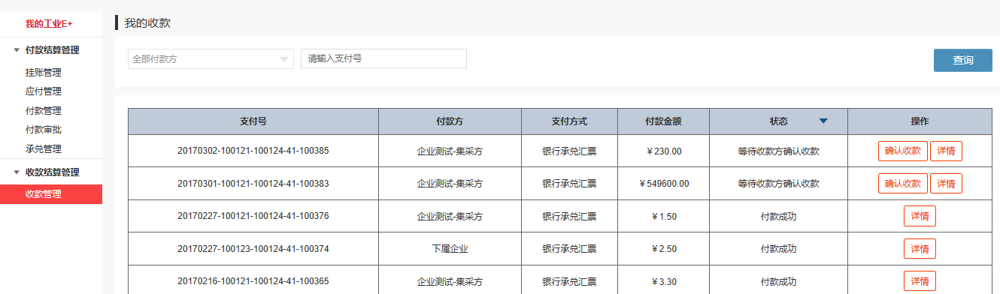 我的工业E+
付款结算管理
挂账管理
应付管理
付款管理
付款审批
承兑管理
收款结算管理
收款管理
我的收款
全部付款方 请输入支付号 查询
支付号 付款方 支付方式 付款金额 状态 操作
20170302-100121-100124-41-100385 企业测试-集采方 银行承兑汇票 ￥230.00 等待收款方确认收款 确认收款 详情
20170301-100121-100124-41-100383 企业测试-集采方 银行承兑汇票 ￥549600.00 等待收款方确认收款 确认收款 详情
20170227-100121-100124-41-100376 企业测试-集采方 银行承兑汇票 ￥1.50 付款成功 详情
20170227-100123-100124-41-100374 下属企业 银行承兑汇票 ￥2.50 付款成功 详情
20170216-100121-100124-41-100365 企业测试-集采方 银行承兑汇票 ￥3.30 付款成功 详情